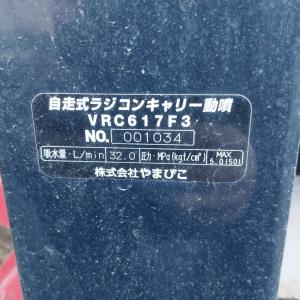 自走式ラジコンキャリー動噴
VRC617F3
NO. 001034
吸水量・L/min 32.0 圧力・MPa(kgf/cm²) MAX 5.0(50)
株式会社やまびこ